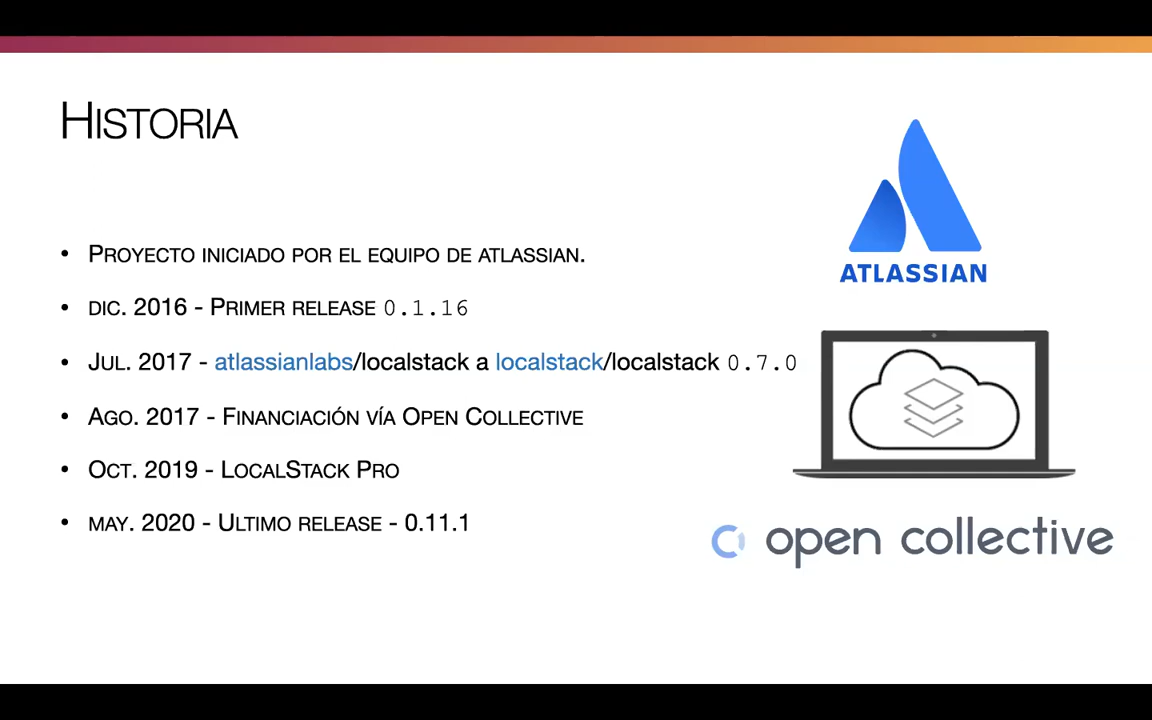 HISTORIA
• PROYECTO INICIADO POR EL EQUIPO DE ATLASSIAN.
• DIC. 2016 - PRIMER RELEASE 0.1.16
• JUL. 2017 - atlassianlabs/localstack a localstack/localstack 0.7.0
• AGO. 2017 - FINANCIACIÓN VÍA OPEN COLLECTIVE
• OCT. 2019 - LOCALSTACK PRO
• MAY. 2020 - ULTIMO RELEASE - 0.11.1
ATLASSIAN
open collective